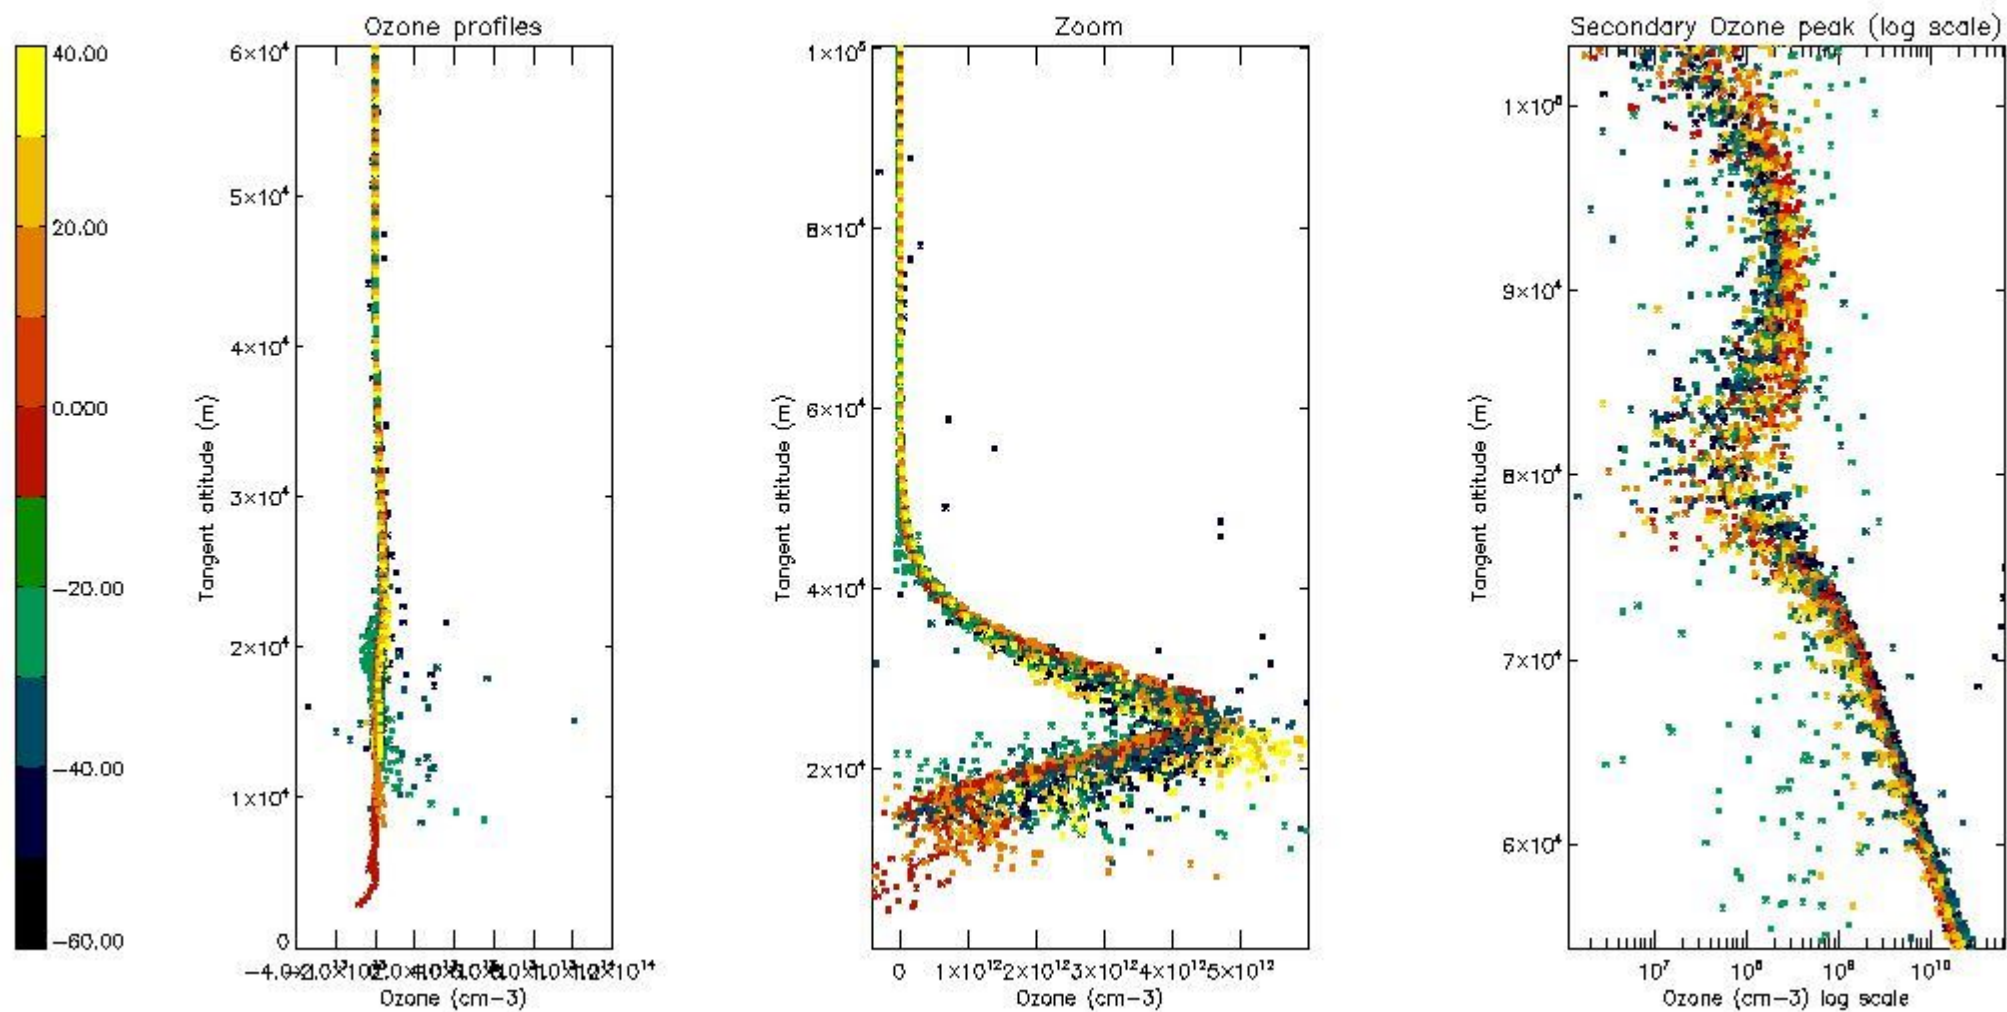 Ozone profiles
Zoom
Secondary Ozone peak (log scale)
40.00
20.00
0.000
−20.00
−40.00
−60.00
6×10⁴
5×10⁴
4×10⁴
3×10⁴
2×10⁴
1×10⁴
0
Tangent altitude (m)
Ozone (cm−3)
1×10⁵
8×10⁴
6×10⁴
4×10⁴
2×10⁴
Tangent altitude (m)
0 1×10¹² 2×10¹² 3×10¹² 4×10¹² 5×10¹²
Ozone (cm−3)
9×10⁴
8×10⁴
7×10⁴
6×10⁴
Tangent altitude (m)
10⁷ 10⁸ 10⁹ 10¹⁰
Ozone (cm−3) log scale